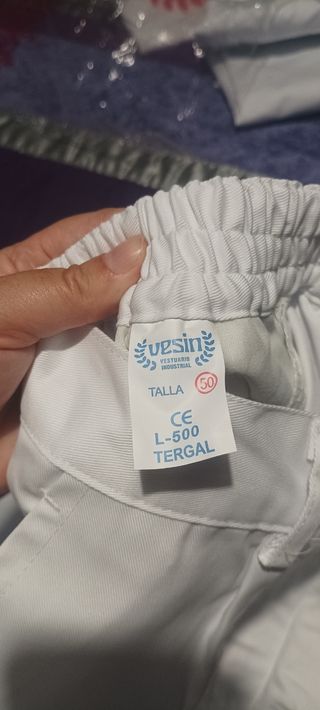 vesin
VESTUARIO
INDUSTRIAL
TALLA 50
CE
L-500
TERGAL